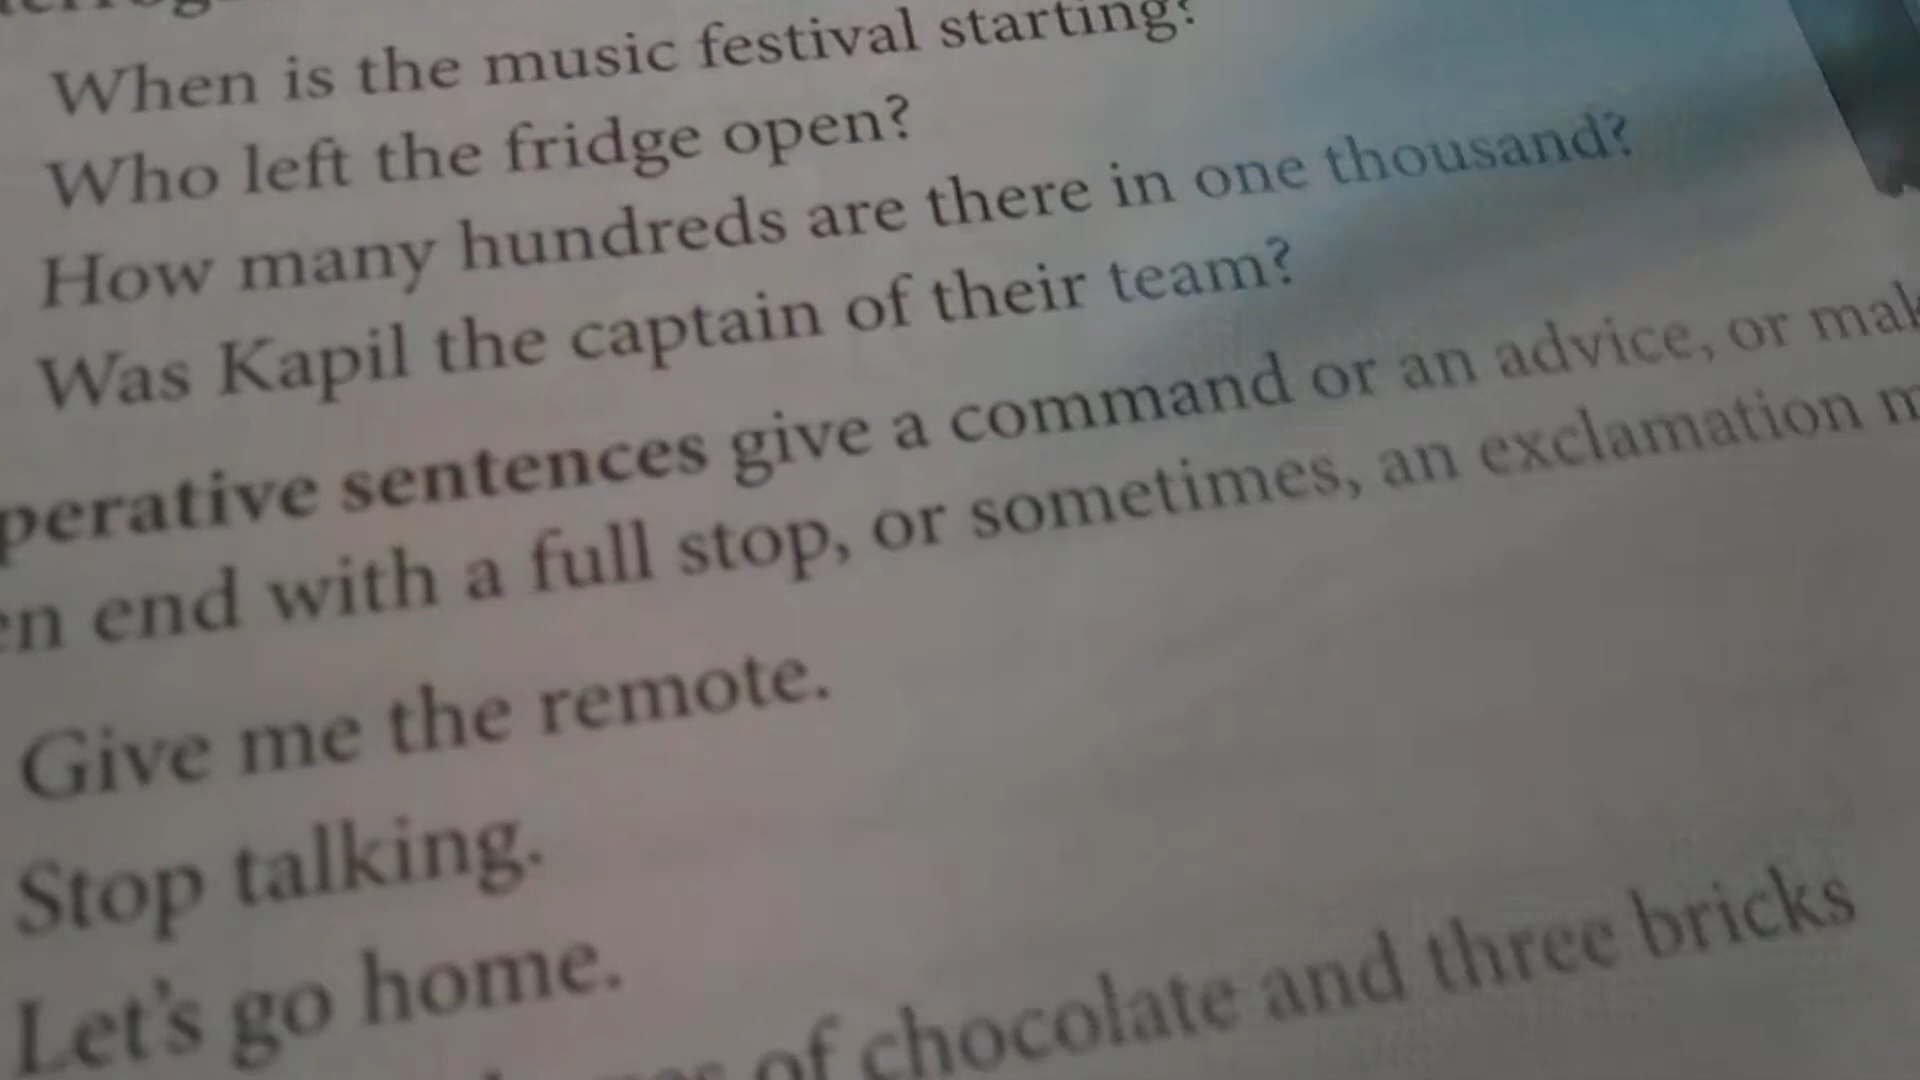 When is the music festival starting?
Who left the fridge open?
How many hundreds are there in one thousand?
Was Kapil the captain of their team?
perative sentences give a command or an advice, or mak
en end with a full stop, or sometimes, an exclamation m
Give me the remote.
Stop talking.
Let's go home.
of chocolate and three bricks